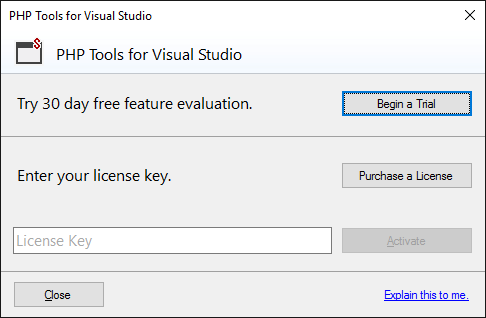 PHP Tools for Visual Studio
PHP Tools for Visual Studio
Try 30 day free feature evaluation.
Begin a Trial
Enter your license key.
Purchase a License
License Key
Activate
Close
Explain this to me.